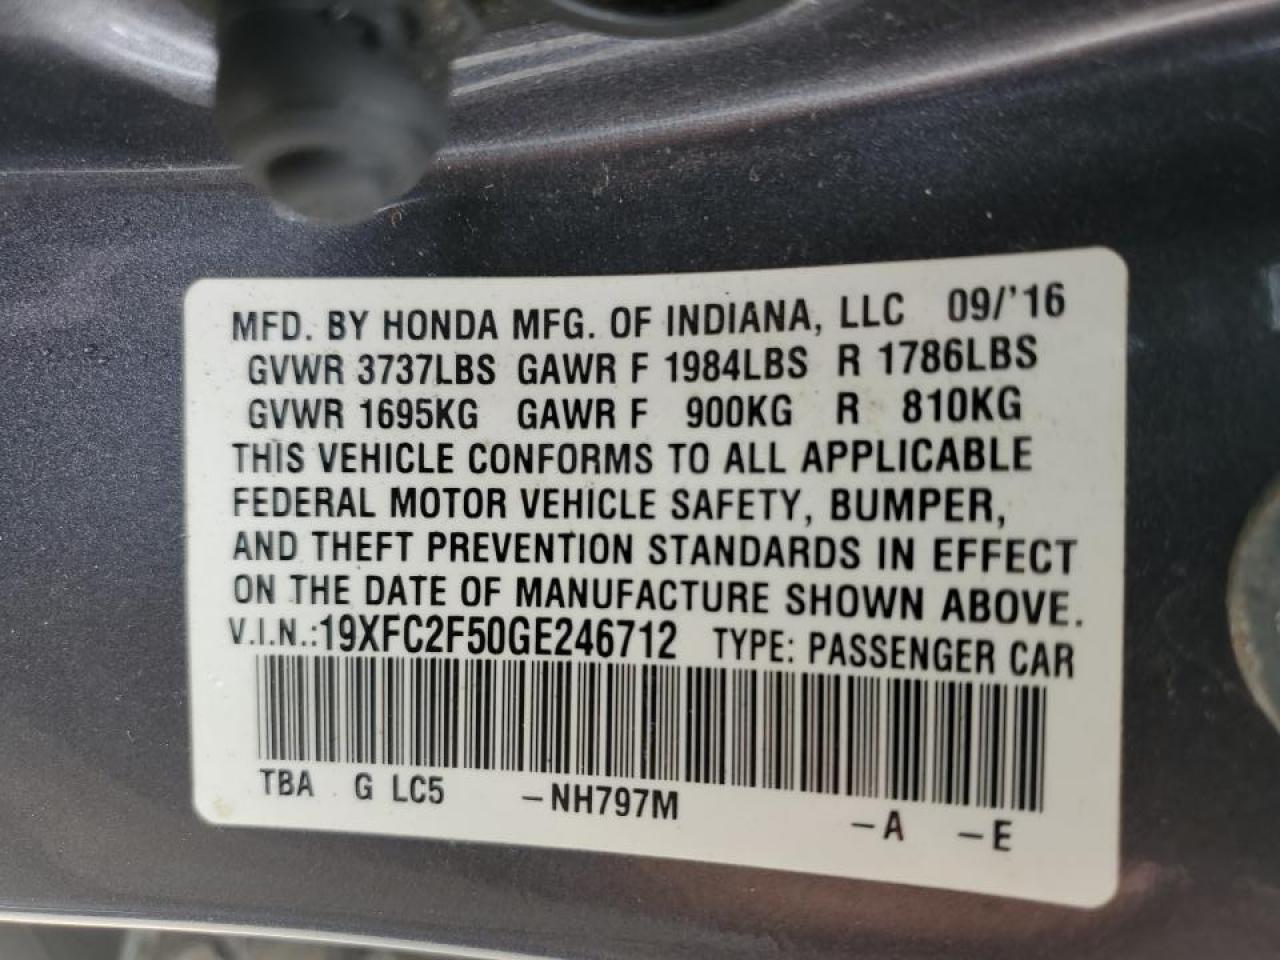 MFD. BY HONDA MFG. OF INDIANA, LLC 09/'16
GVWR 3737LBS GAWR F 1984LBS R 1786LBS
GVWR 1695KG GAWR F 900KG R 810KG
THIS VEHICLE CONFORMS TO ALL APPLICABLE
FEDERAL MOTOR VEHICLE SAFETY, BUMPER,
AND THEFT PREVENTION STANDARDS IN EFFECT
ON THE DATE OF MANUFACTURE SHOWN ABOVE.
V.I.N.:19XFC2F50GE246712 TYPE: PASSENGER CAR
TBA G LC5 -NH797M -A -E